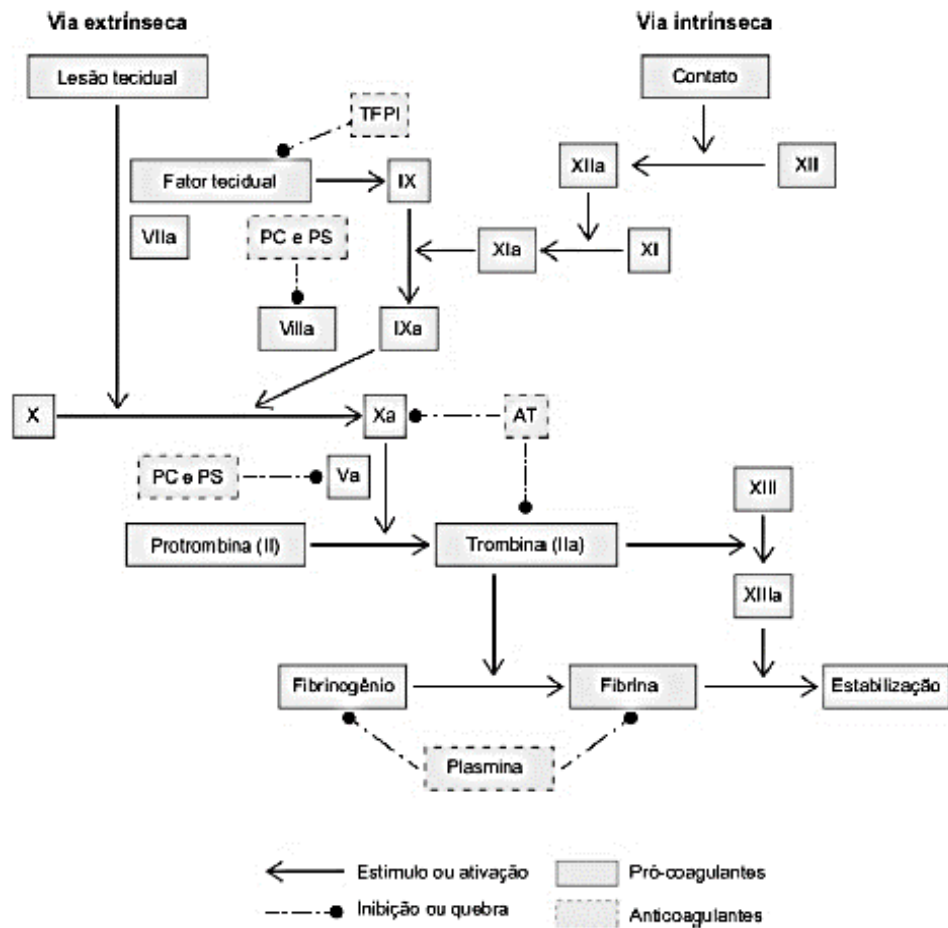 Via extrínseca
Via intrínseca
Lesão tecidual
Contato
TFPI
Fator tecidual
IX
XIIa
XII
VIIa
PC e PS
XIa
XI
VIIIa
IXa
X
Xa
AT
PC e PS
Va
XIII
Protrombina (II)
Trombina (IIa)
XIIIa
Fibrinogênio
Fibrina
Estabilização
Plasmina
Estímulo ou ativação
Pró-coagulantes
Inibição ou quebra
Anticoagulantes